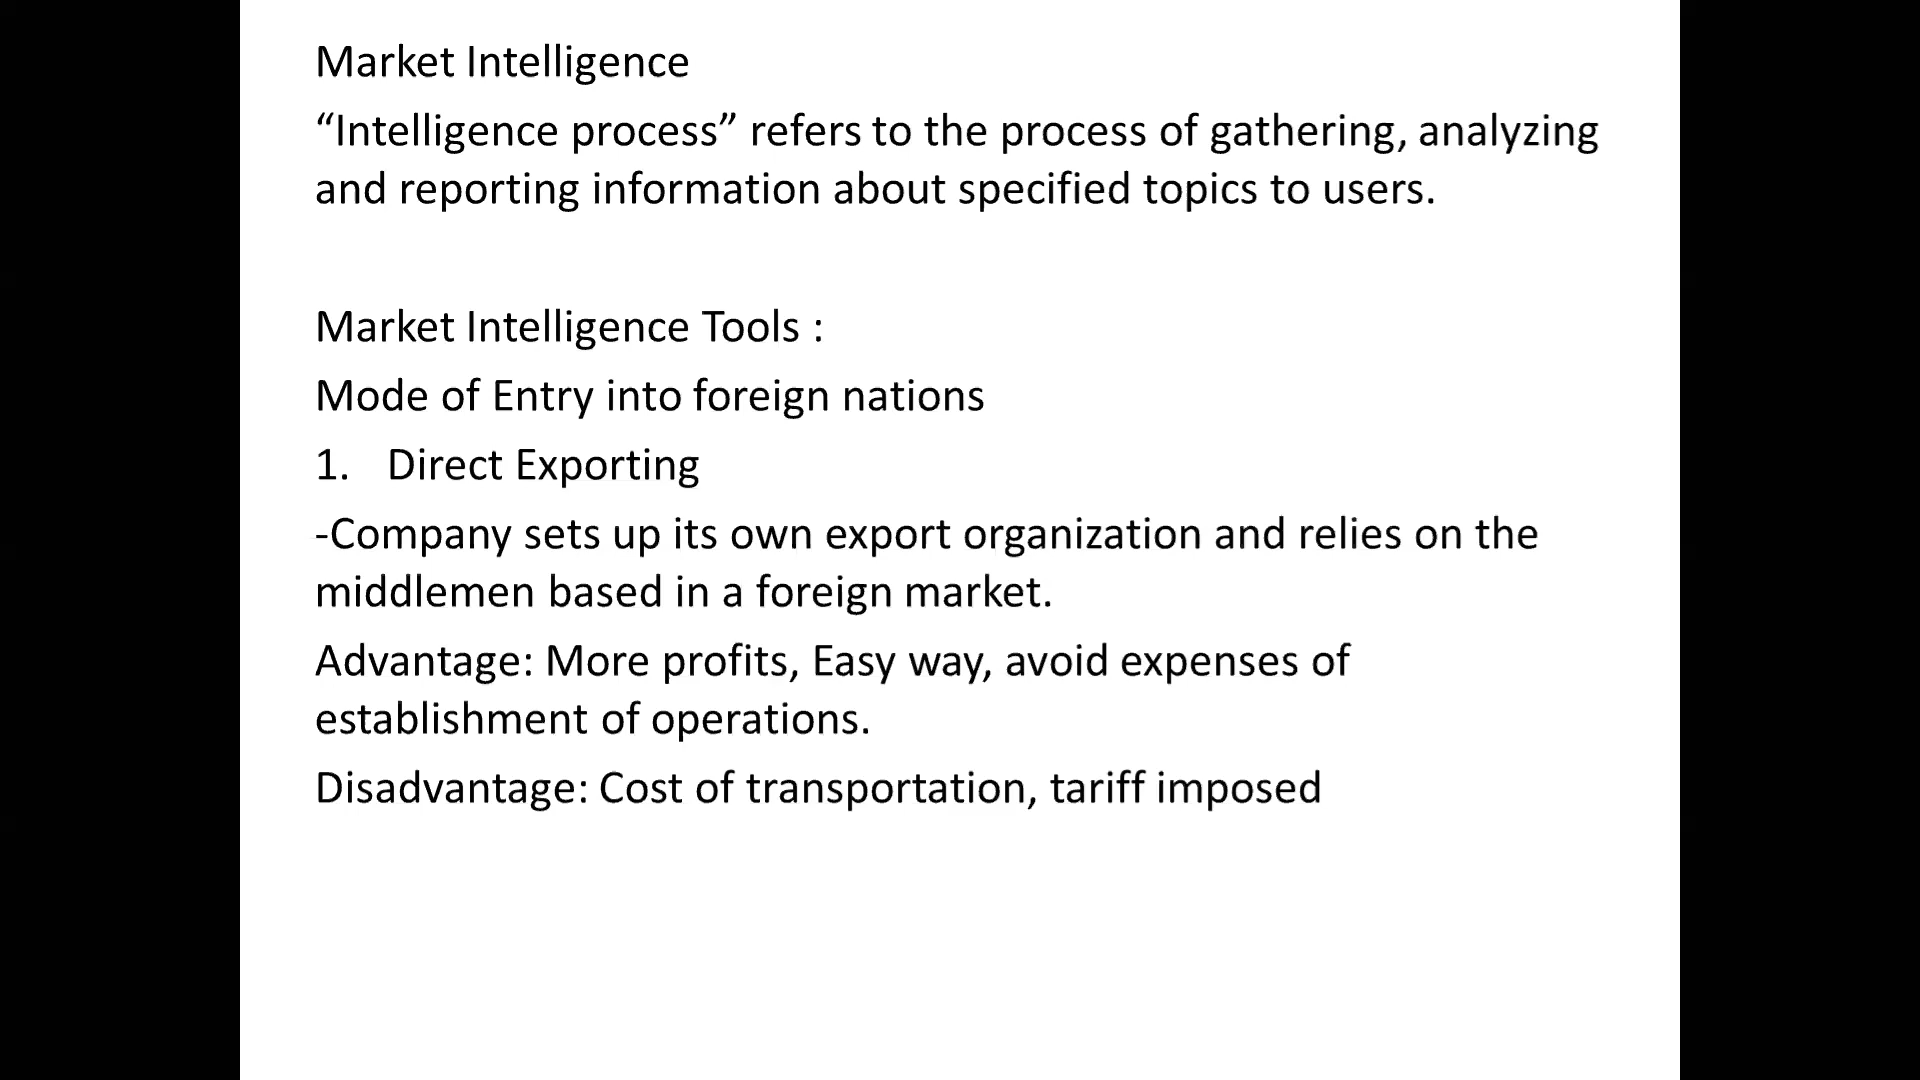 Market Intelligence
“Intelligence process” refers to the process of gathering, analyzing
and reporting information about specified topics to users.
Market Intelligence Tools :
Mode of Entry into foreign nations
1. Direct Exporting
-Company sets up its own export organization and relies on the
middlemen based in a foreign market.
Advantage: More profits, Easy way, avoid expenses of
establishment of operations.
Disadvantage: Cost of transportation, tariff imposed